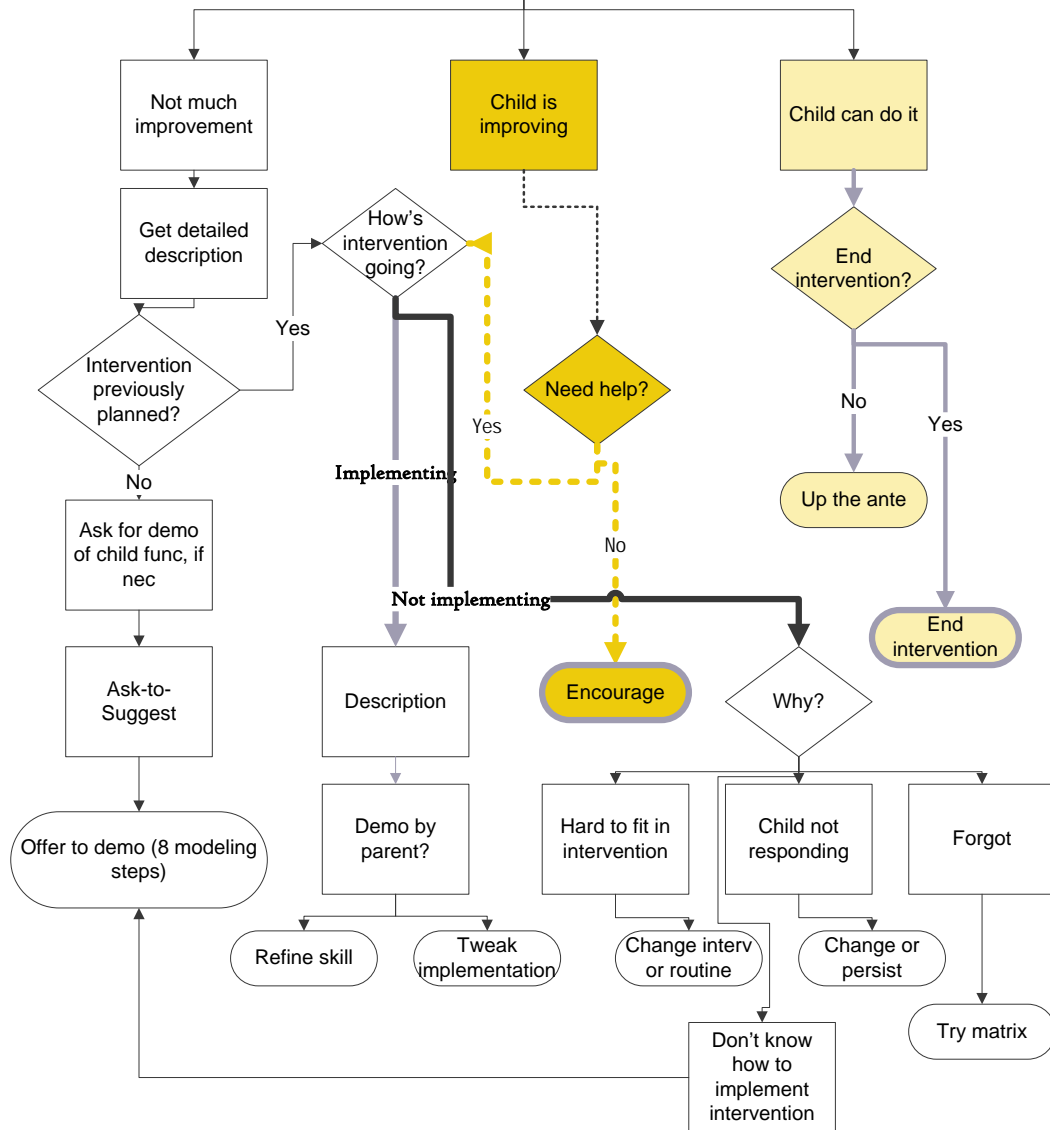 Not much
improvement
Child is
improving
Child can do it
Get detailed
description
How's
intervention
going?
End
intervention?
Yes
Intervention
previously
planned?
Need help?
No
Yes
Yes
Implementing
No
Up the ante
Ask for demo
of child func, if
nec
No
Not implementing
End
intervention
Ask-to-
Suggest
Description
Encourage
Why?
Offer to demo (8 modeling
steps)
Demo by
parent?
Hard to fit in
intervention
Child not
responding
Forgot
Refine skill
Tweak
implementation
Change interv
or routine
Change or
persist
Try matrix
Don't know
how to
implement
intervention